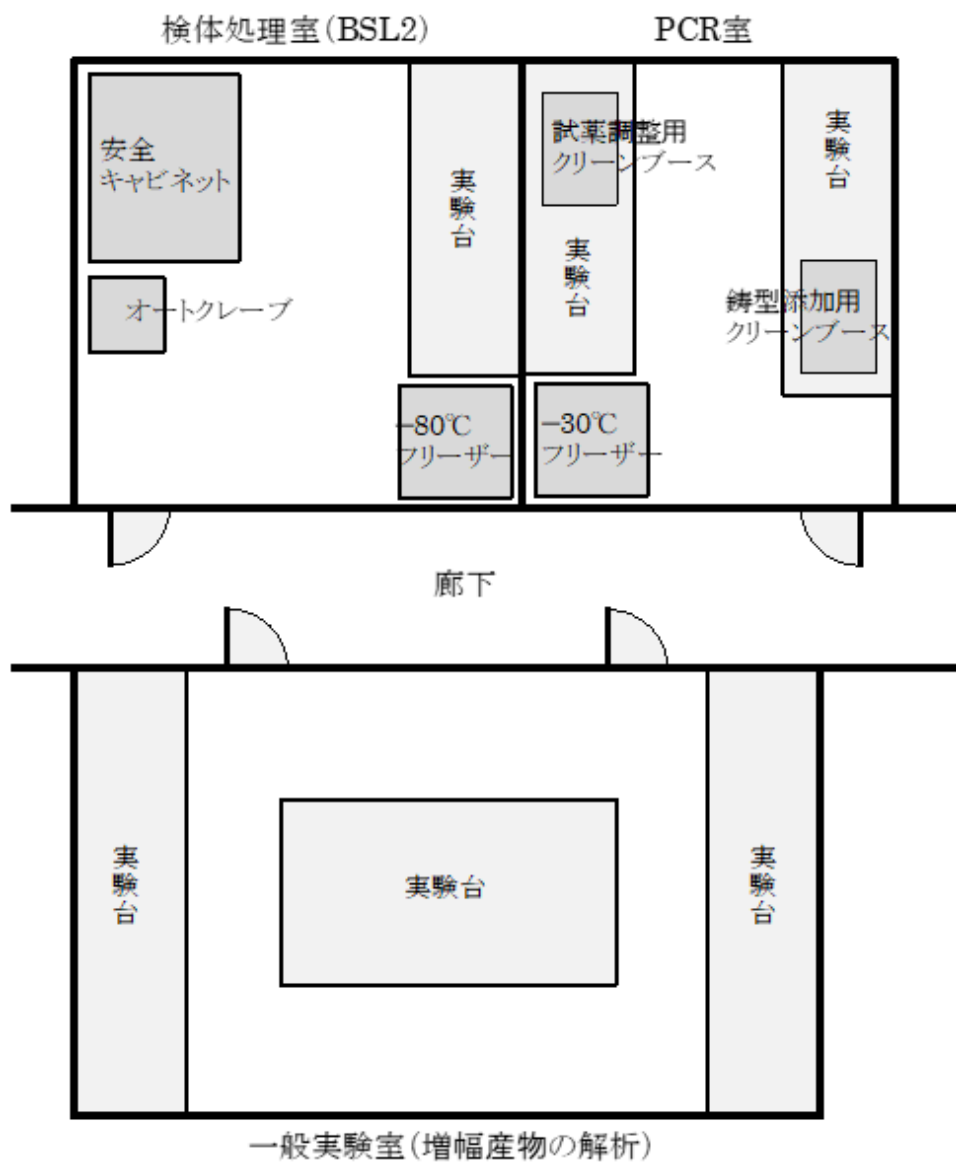 検体処理室(BSL2)
PCR室
安全
キャビネット
オートクレーブ
実験台
−80℃
フリーザー
試薬調整用
クリーンブース
実験台
−30℃
フリーザー
実験台
鋳型添加用
クリーンブース
廊下
実験台
実験台
実験台
一般実験室(増幅産物の解析)